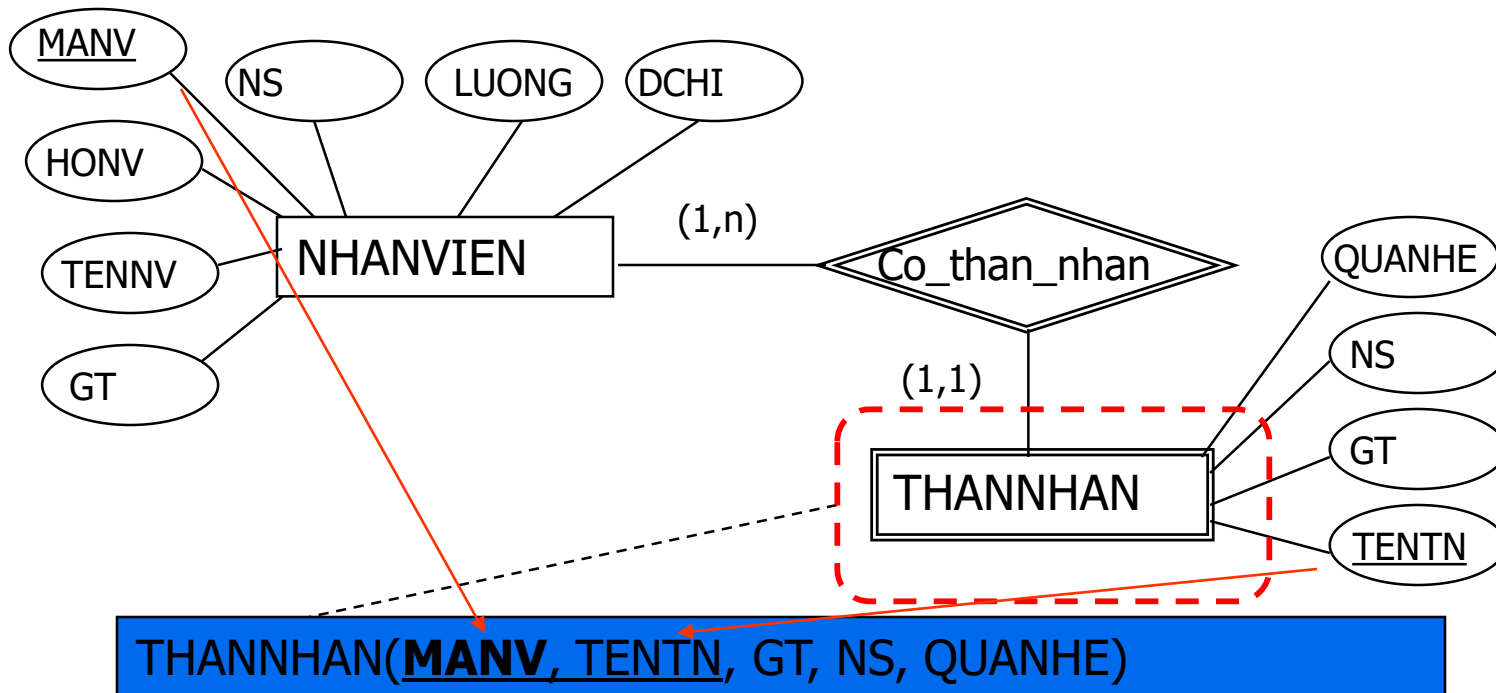 MANV
NS
LUONG
DCHI
HONV
TENNV
GT
NHANVIEN
(1,n)
Co_than_nhan
(1,1)
QUANHE
NS
GT
TENTN
THANNHAN
THANNHAN(MANV, TENTN, GT, NS, QUANHE)